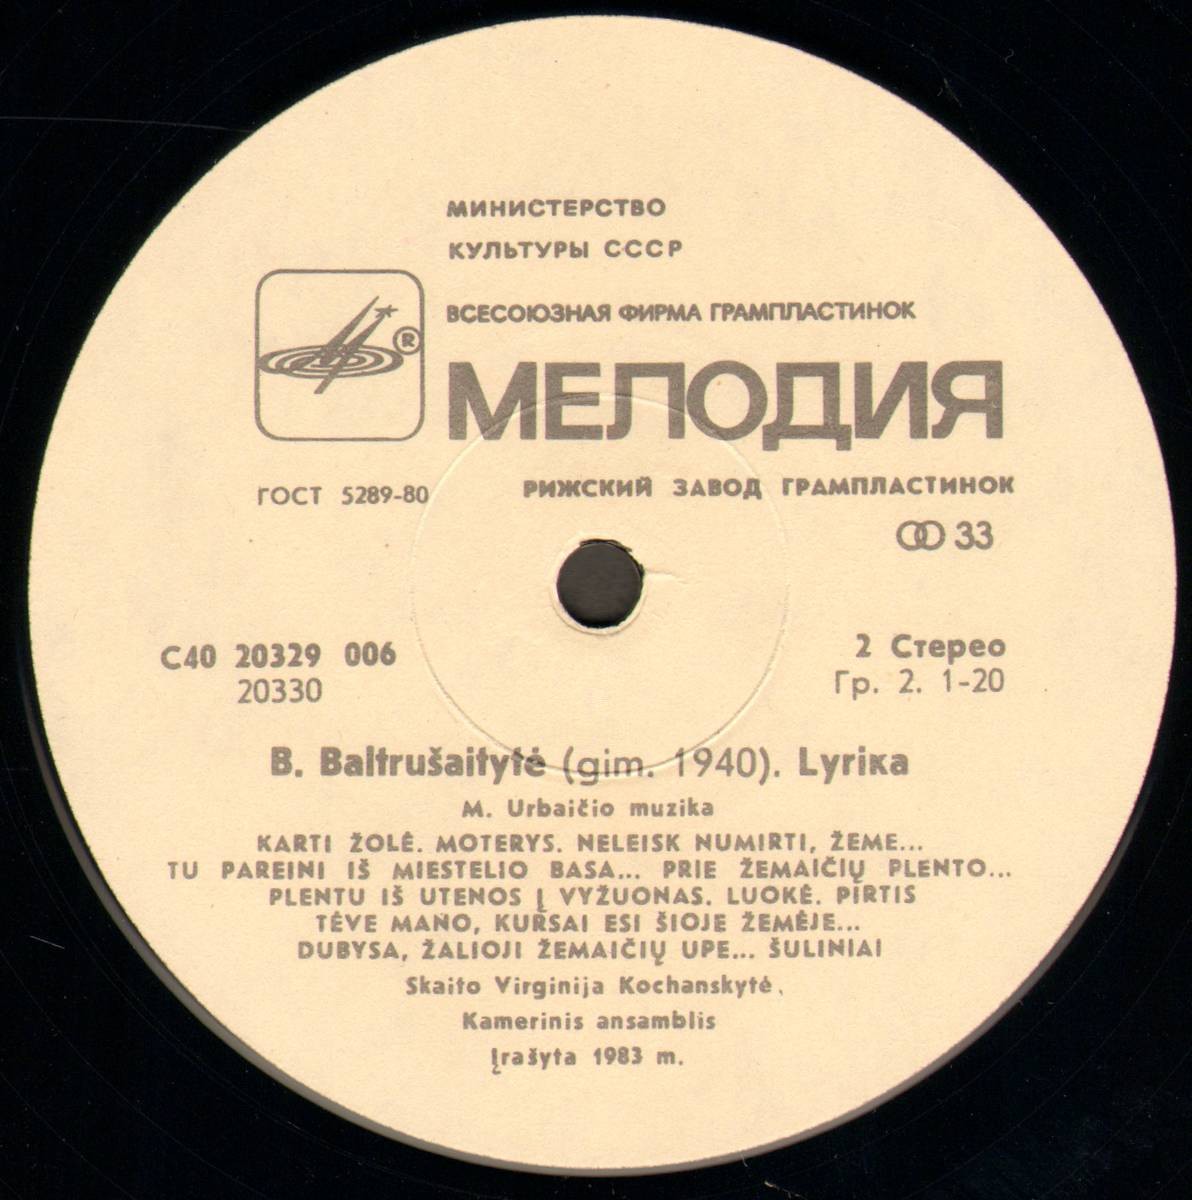 МИНИСТЕРСТВО
КУЛЬТУРЫ СССР
ВСЕСОЮЗНАЯ ФИРМА ГРАМПЛАСТИНОК
®
МЕЛОДИЯ
ГОСТ 5289-80
РИЖСКИЙ ЗАВОД ГРАМПЛАСТИНОК
33
С40 20329 006
20330
2 Стерео
Гр. 2. 1-20
B. Baltrušaitytė (gim. 1940). Lyrika
M. Urbaičio muzika
KARTI ŽOLĖ. MOTERYS. NELEISK NUMIRTI, ŽEME...
TU PAREINI IŠ MIESTELIO BASA... PRIE ŽEMAIČIŲ PLENTO...
PLENTU IŠ UTENOS Į VYŽUONAS. LUOKĖ. PIRTIS
TĖVE MANO, KURSAI ESI ŠIOJE ŽEMĖJE...
DUBYSA, ŽALIOJI ŽEMAIČIŲ UPE... ŠULINIAI
Skaito Virginija Kochanskytė,
Kamerinis ansamblis
Įrašyta 1983 m.